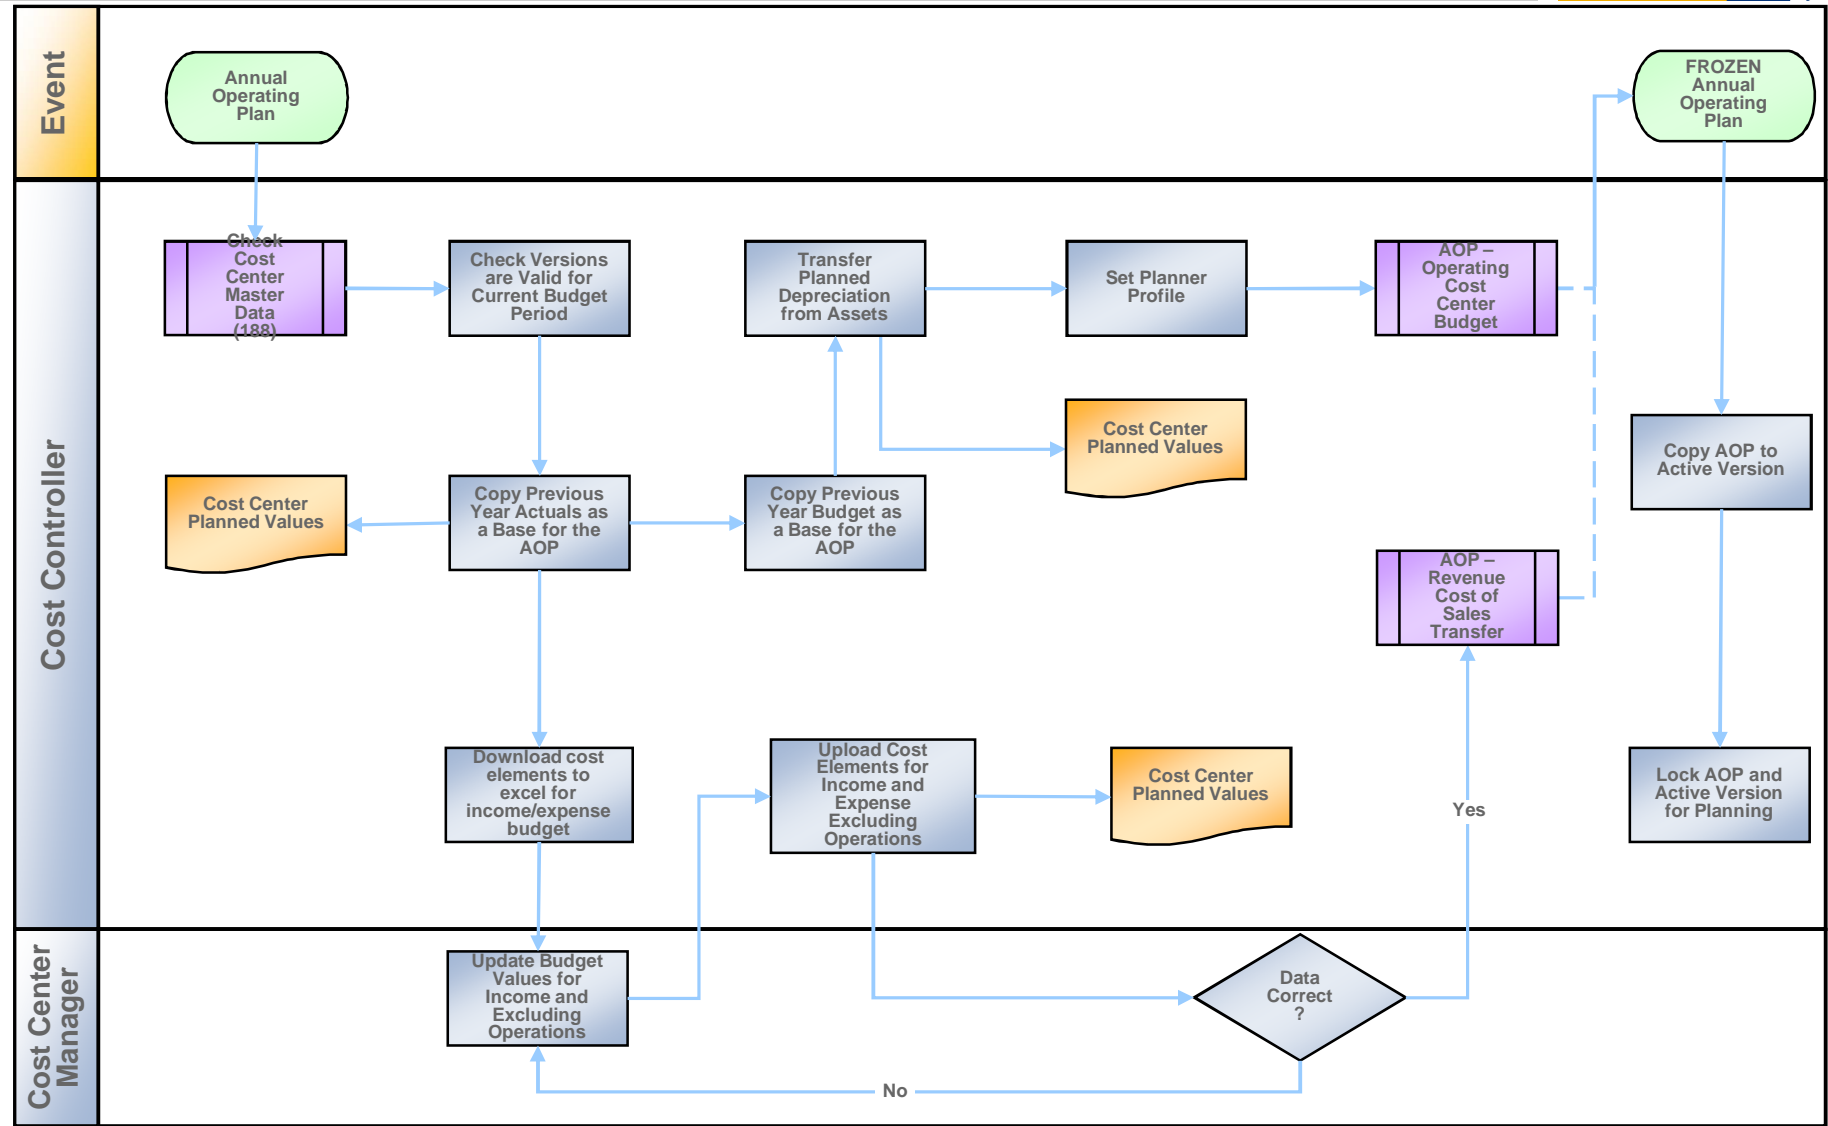 Event
Annual
Operating
Plan
FROZEN
Annual
Operating
Plan
Cost Controller
Check
Cost
Center
Master
Data
(188)
Check Versions
are Valid for
Current Budget
Period
Transfer
Planned
Depreciation
from Assets
Set Planner
Profile
AOP –
Operating
Cost
Center
Budget
Cost Center
Planned Values
Copy AOP to
Active Version
Cost Center
Planned Values
Copy Previous
Year Actuals as
a Base for the
AOP
Copy Previous
Year Budget as
a Base for the
AOP
AOP –
Revenue
Cost of
Sales
Transfer
Download cost
elements to
excel for
income/expense
budget
Upload Cost
Elements for
Income and
Expense
Excluding
Operations
Cost Center
Planned Values
Yes
Lock AOP and
Active Version
for Planning
Cost Center
Manager
Update Budget
Values for
Income and
Excluding
Operations
Data
Correct
?
No